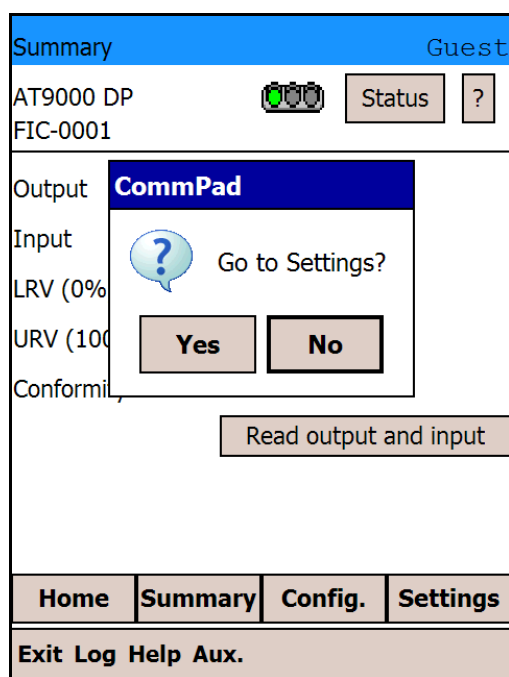 Summary Guest
AT9000 DP Status ?
FIC-0001
Output
CommPad
Input
Go to Settings?
LRV (0%
URV (100
Yes No
Read output and input
Home Summary Config. Settings
Exit Log Help Aux.